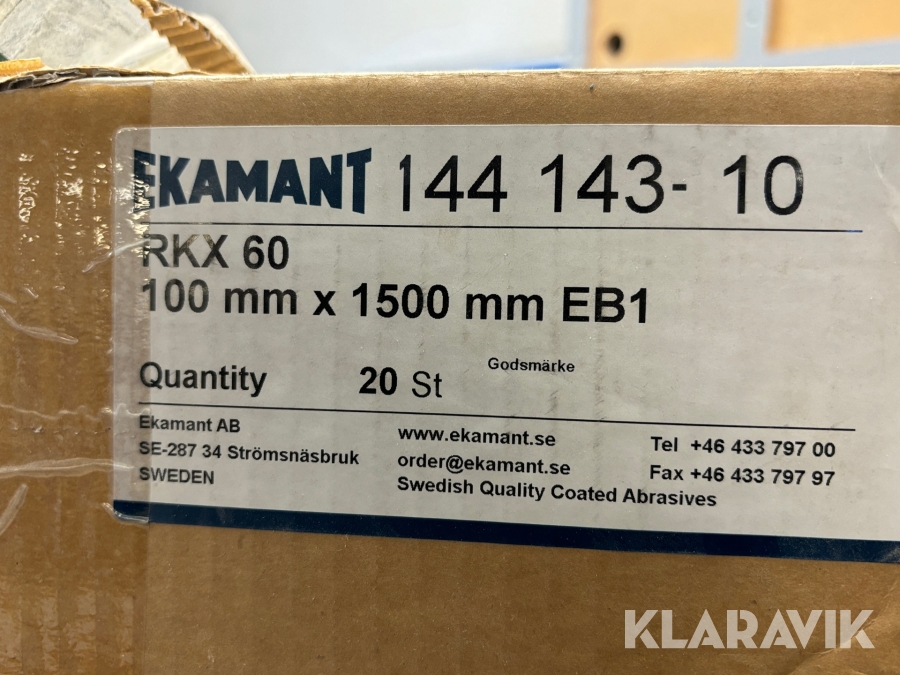 EKAMANT 144 143- 10
RKX 60
100 mm x 1500 mm EB1
Godsmärke
Quantity 20 St
Ekamant AB
SE-287 34 Strömsnäsbruk
SWEDEN
www.ekamant.se
order@ekamant.se
Swedish Quality Coated Abrasives
Tel +46 433 797 00
Fax +46 433 797 97
KLARAVIK